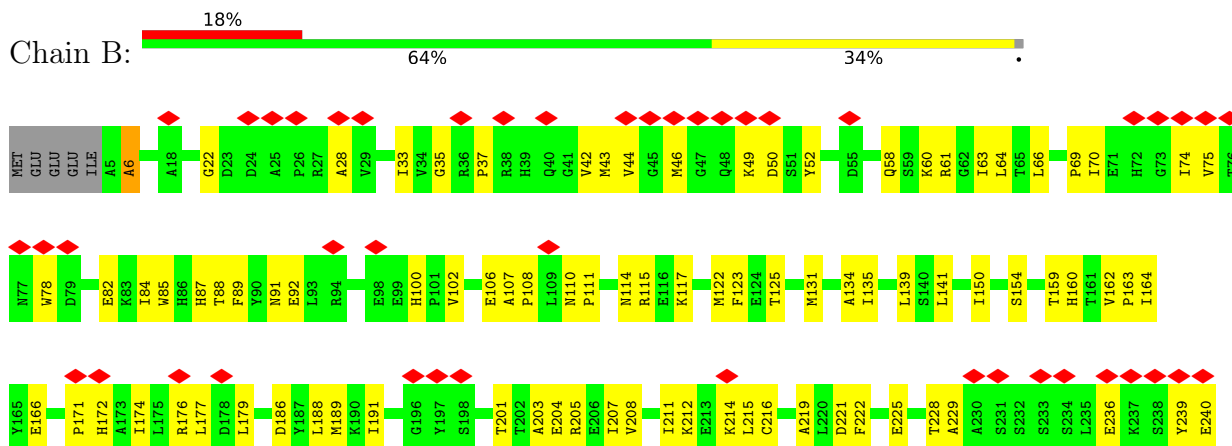 18%
Chain B:
64% 34% •
MET GLU GLU GLU ILE A5 A6 A18 G22 D23 D24 A25 P26 R27 A28 V29 I33 V34 G35 R36 P37 R38 H39 Q40 G41 V42 M43 V44 G45 M46 G47 Q48 K49 D50 S51 Y52 D55 Q58 S59 K60 R61 G62 I63 L64 T65 L66 P69 I70 E71 H72 G73 I74 V75 T76
N77 W78 D79 E82 K83 I84 W85 H86 H87 T88 F89 Y90 N91 E92 L93 R94 E98 E99 H100 P101 V102 E106 A107 P108 L109 N110 P111 N114 R115 E116 K117 M122 F123 E124 T125 M131 A134 I135 L139 S140 L141 I150 S154 T159 H160 T161 V162 P163 I164
Y165 E166 P171 H172 A173 I174 L175 R176 L177 D178 L179 D186 Y187 L188 M189 K190 I191 G196 Y197 S198 T201 T202 A203 E204 R205 E206 I207 V208 I211 K212 E213 K214 L215 C216 A219 L220 D221 F222 E225 T228 A229 A230 S231 S232 S233 S234 L235 E236 K237 S238 Y239 E240